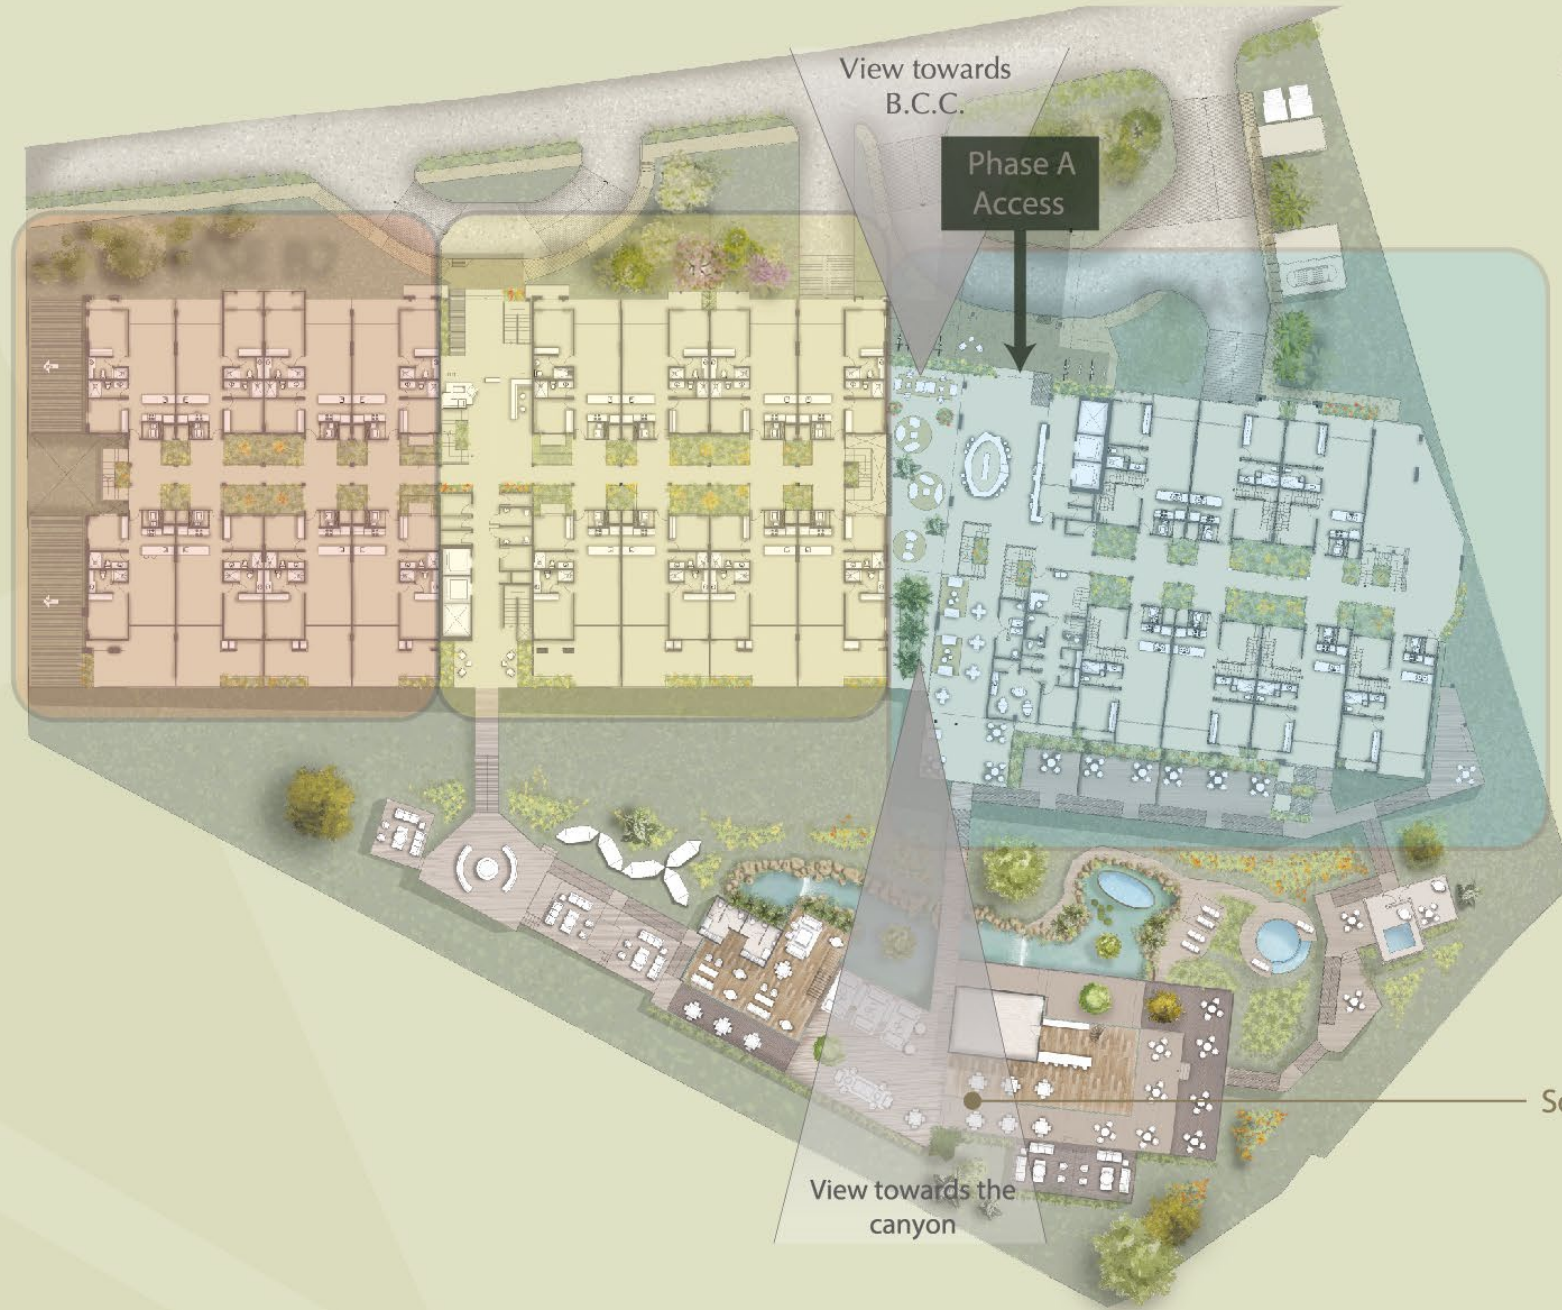 View towards
B.C.C.
Phase A
Access
View towards the
canyon